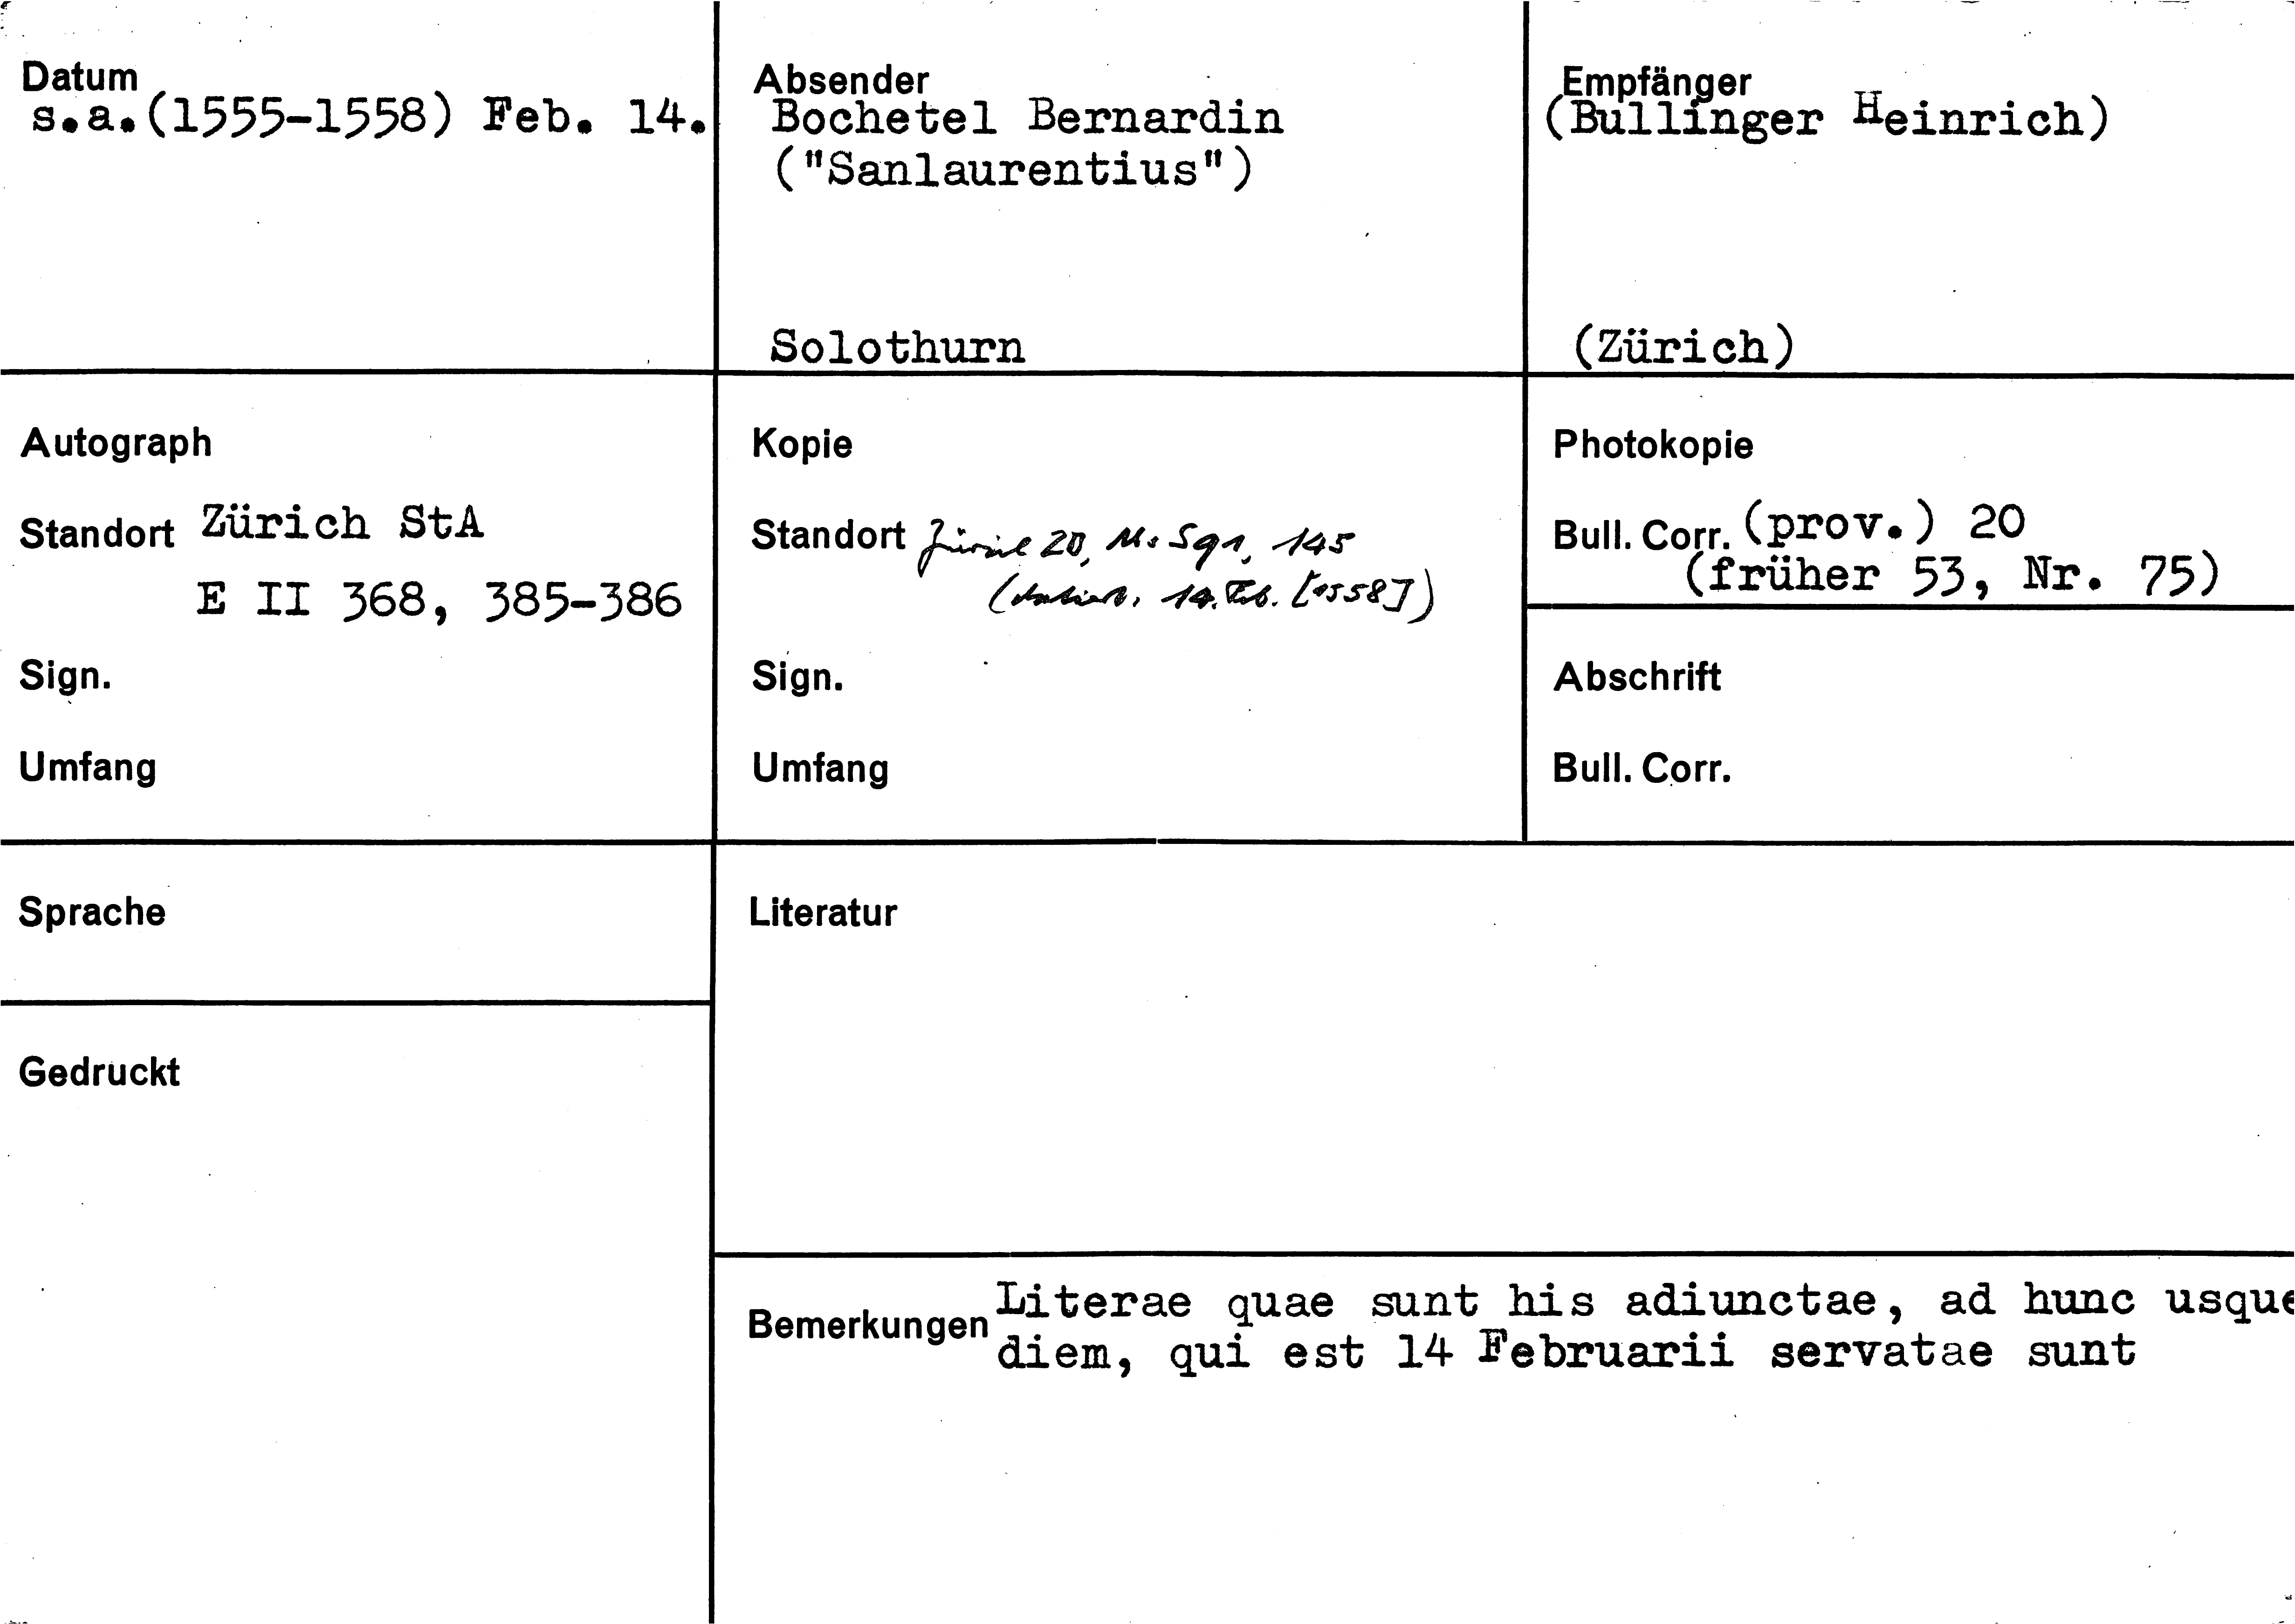 Datum
s.a.(1555-1558) Feb. 14.
Absender
Bochetel Bernardin
("Sanlaurentius")
Solothurn
Empfänger
(Bullinger Heinrich)
(Zürich)
Autograph
Standort Zürich StA
E II 368, 385-386
Sign.
Umfang
Kopie
Standort Zürich ZB, Ms S 91, 145
(datiert: 14. Feb. [1558])
Sign.
Umfang
Photokopie
Bull. Corr. (prov.) 20
(früher 53, Nr. 75)
Abschrift
Bull. Corr.
Sprache
Gedruckt
Literatur
Bemerkungen Literae quae sunt his adiunctae, ad hunc usque
diem, qui est 14 Februarii servatae sunt